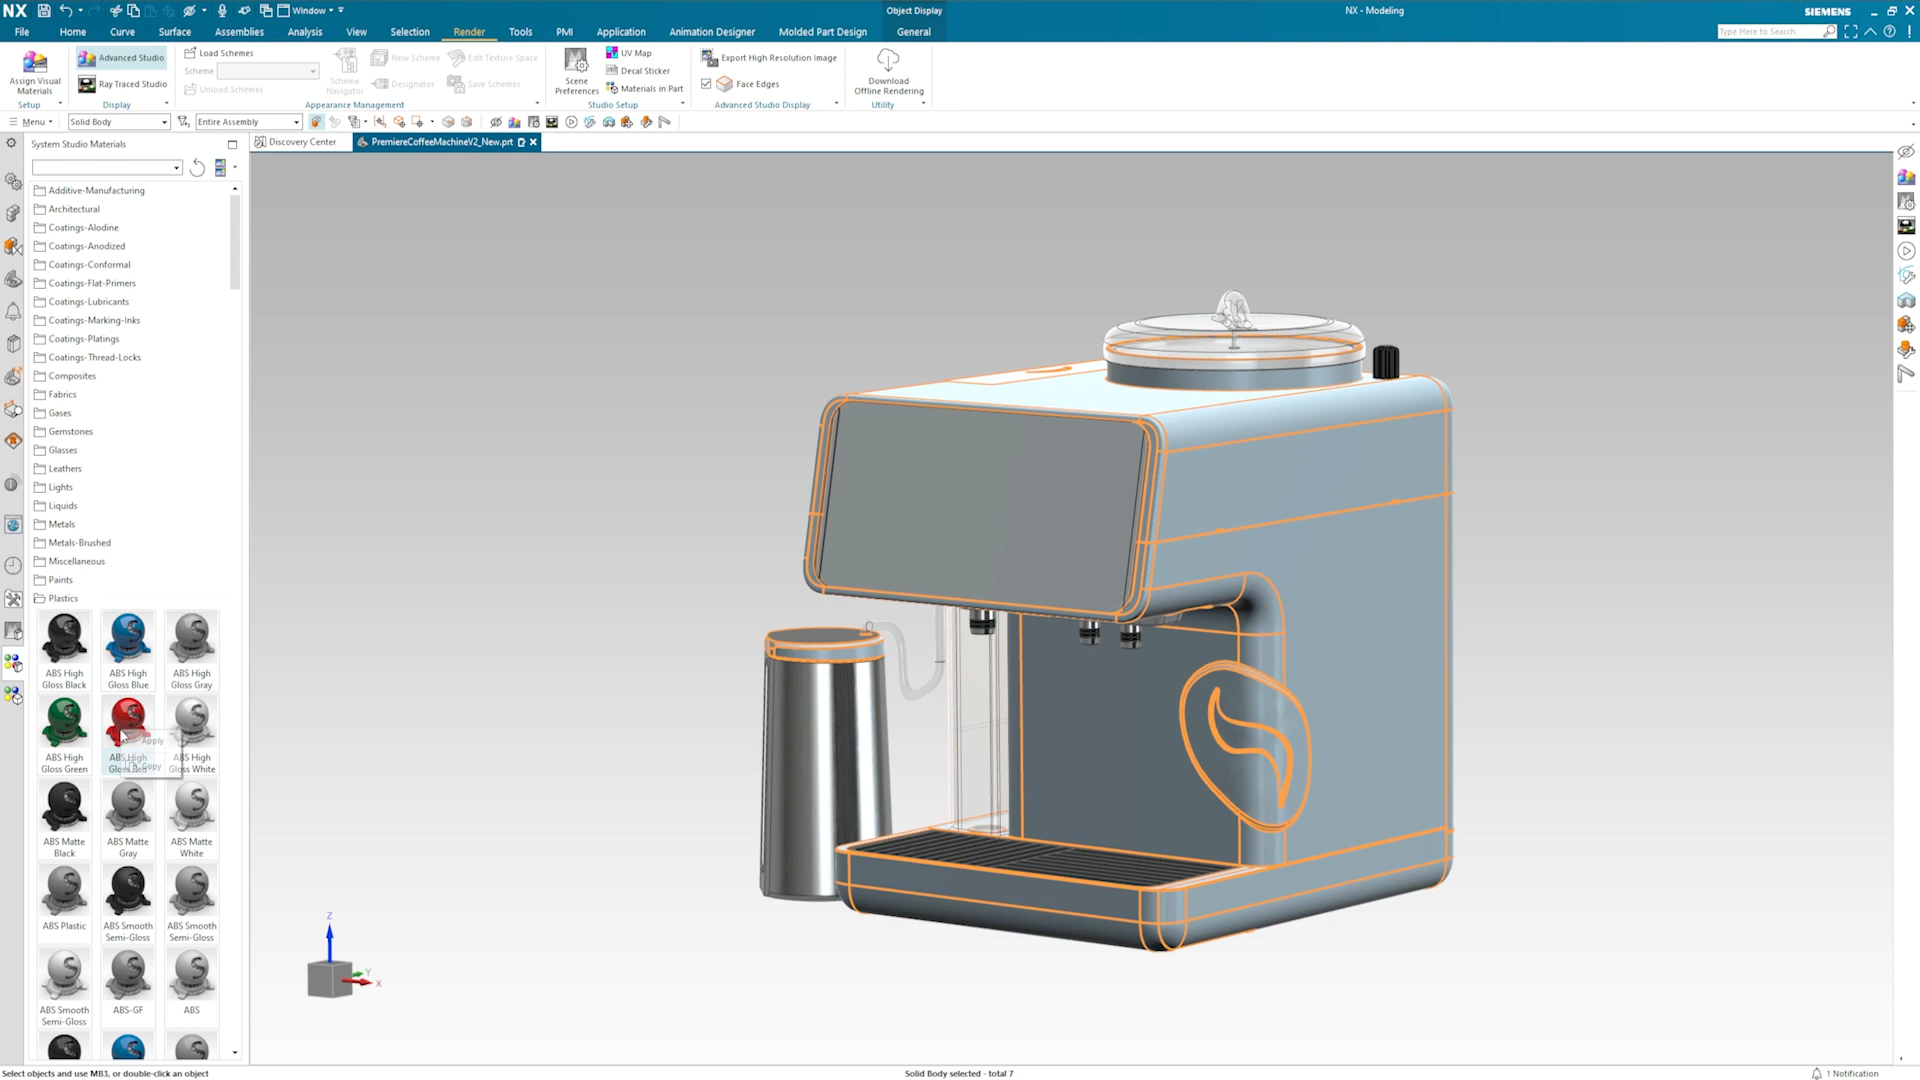 NX
Window
Object Display
NX - Modeling
SIEMENS
File
Home
Curve
Surface
Assemblies
Analysis
View
Selection
Render
Tools
PMI
Application
Animation Designer
Molded Part Design
General
Type Here to Search
Assign Visual
Materials
Setup
Advanced Studio
Ray Traced Studio
Display
Load Schemes
Scheme
Unload Schemes
Scheme
Navigator
New Scheme
Designator
Edit Texture Space
Save Schemes
Appearance Management
Scene
Preferences
UV Map
Decal Sticker
Materials in Part
Studio Setup
Export High Resolution Image
Face Edges
Advanced Studio Display
Download
Offline Rendering
Utility
Menu
Solid Body
Entire Assembly
System Studio Materials
Discovery Center
PremiereCoffeeMachineV2_New.prt
Additive-Manufacturing
Architectural
Coatings-Alodine
Coatings-Anodized
Coatings-Conformal
Coatings-Flat-Primers
Coatings-Lubricants
Coatings-Marking-Inks
Coatings-Platings
Coatings-Thread-Locks
Composites
Fabrics
Gases
Gemstones
Glasses
Leathers
Lights
Liquids
Metals
Metals-Brushed
Miscellaneous
Paints
Plastics
ABS High
Gloss Black
ABS High
Gloss Blue
ABS High
Gloss Gray
ABS High
Gloss Green
ABS High
Gloss Red
ABS High
Gloss White
Apply
Copy
ABS Matte
Black
ABS Matte
Gray
ABS Matte
White
ABS Plastic
ABS Smooth
Semi-Gloss
ABS Smooth
Semi-Gloss
ABS Smooth
Semi-Gloss
ABS-GF
ABS
Z
Y
X
Select objects and use MB3, or double-click an object
Solid Body selected - total 7
1 Notification